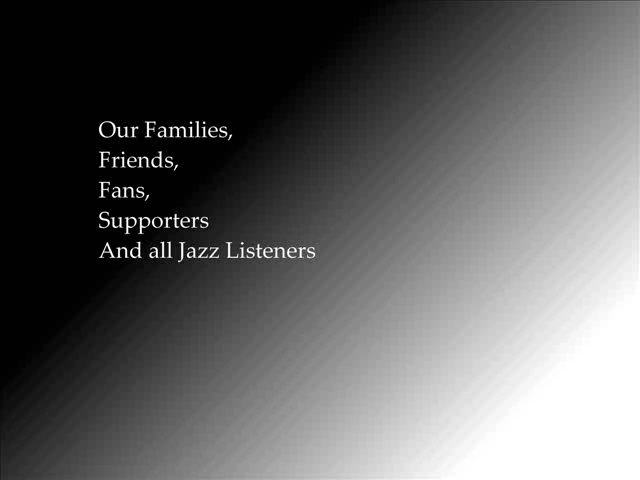 Our Families,
Friends,
Fans,
Supporters
And all Jazz Listeners